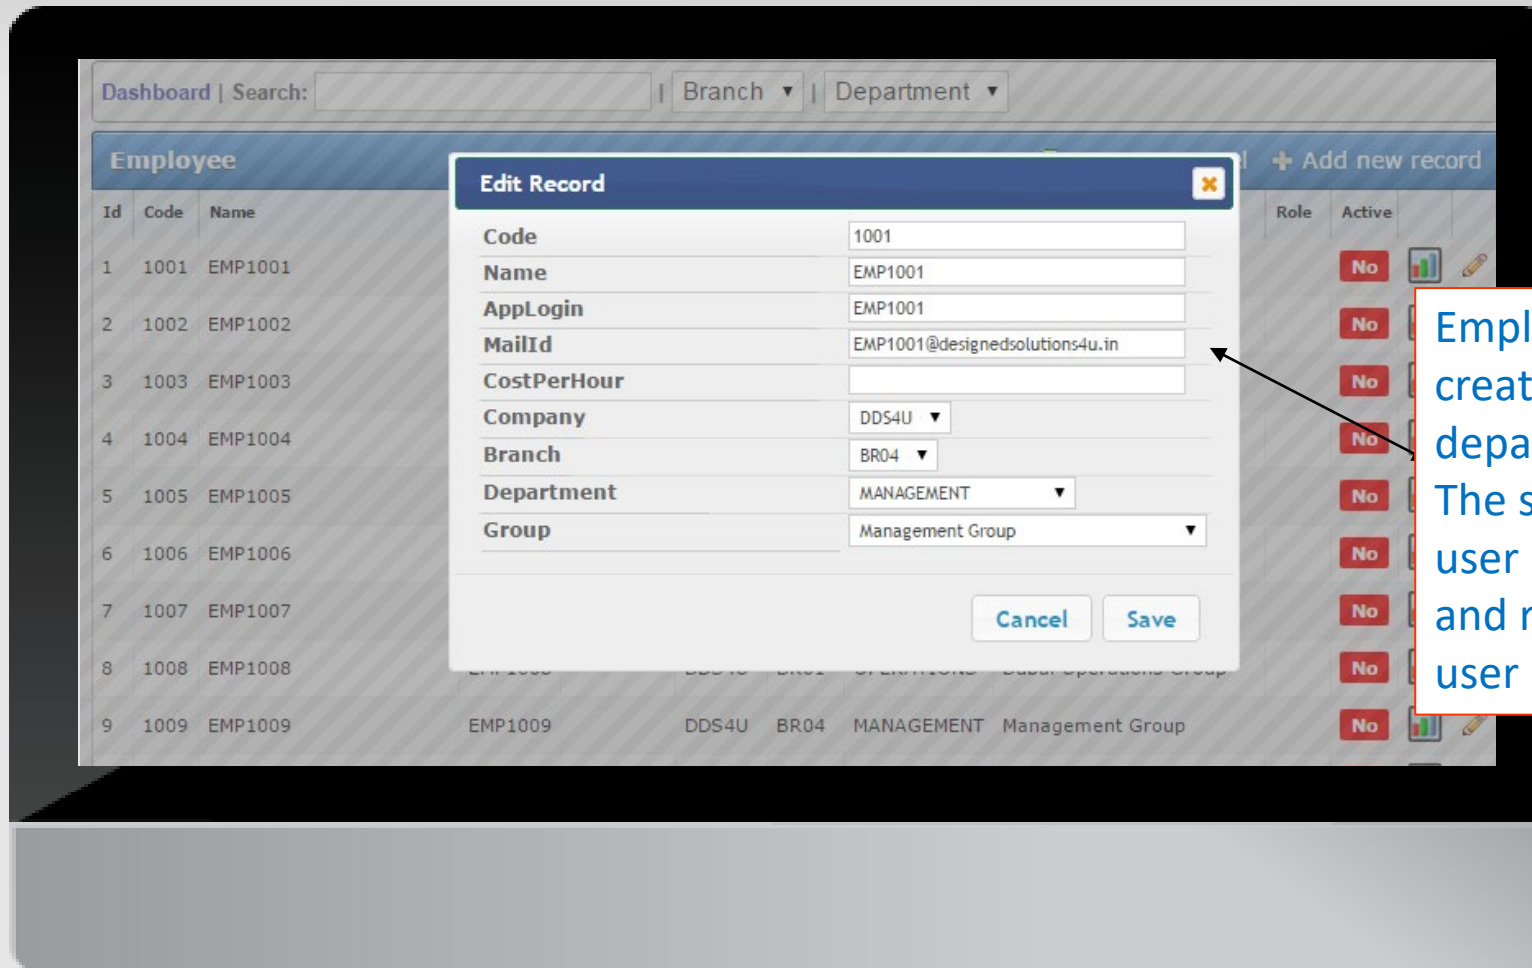 Dashboard | Search: | Branch ▼ | Department ▼
Employee
Add new record
Id Code Name Role Active
Edit Record
Code 1001
Name EMP1001
AppLogin EMP1001
MailId EMP1001@designedsolutions4u.in
CostPerHour
Company DDS4U ▼
Branch BR04 ▼
Department MANAGEMENT ▼
Group Management Group ▼
Cancel Save
1 1001 EMP1001 No
2 1002 EMP1002 No
3 1003 EMP1003 No
4 1004 EMP1004 No
5 1005 EMP1005 No
6 1006 EMP1006 No
7 1007 EMP1007 No
8 1008 EMP1008 No
9 1009 EMP1009 EMP1009 DDS4U BR04 MANAGEMENT Management Group No
Empl
creat
depa
The s
user
and r
user